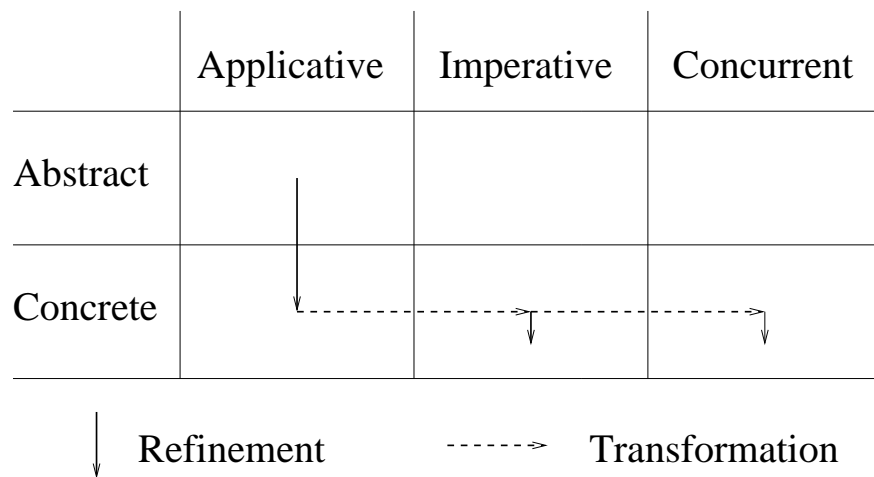 Applicative Imperative Concurrent
Abstract
Concrete
Refinement Transformation